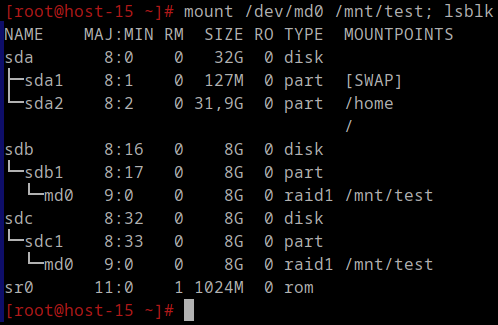 [root@host-15 ~]# mount /dev/md0 /mnt/test; lsblk
NAME    MAJ:MIN RM  SIZE RO TYPE  MOUNTPOINTS
sda       8:0    0   32G  0 disk
├─sda1    8:1    0  127M  0 part  [SWAP]
└─sda2    8:2    0 31,9G  0 part  /home
                                  /
sdb       8:16   0    8G  0 disk
└─sdb1    8:17   0    8G  0 part
  └─md0   9:0    0    8G  0 raid1 /mnt/test
sdc       8:32   0    8G  0 disk
└─sdc1    8:33   0    8G  0 part
  └─md0   9:0    0    8G  0 raid1 /mnt/test
sr0      11:0    1 1024M  0 rom
[root@host-15 ~]#